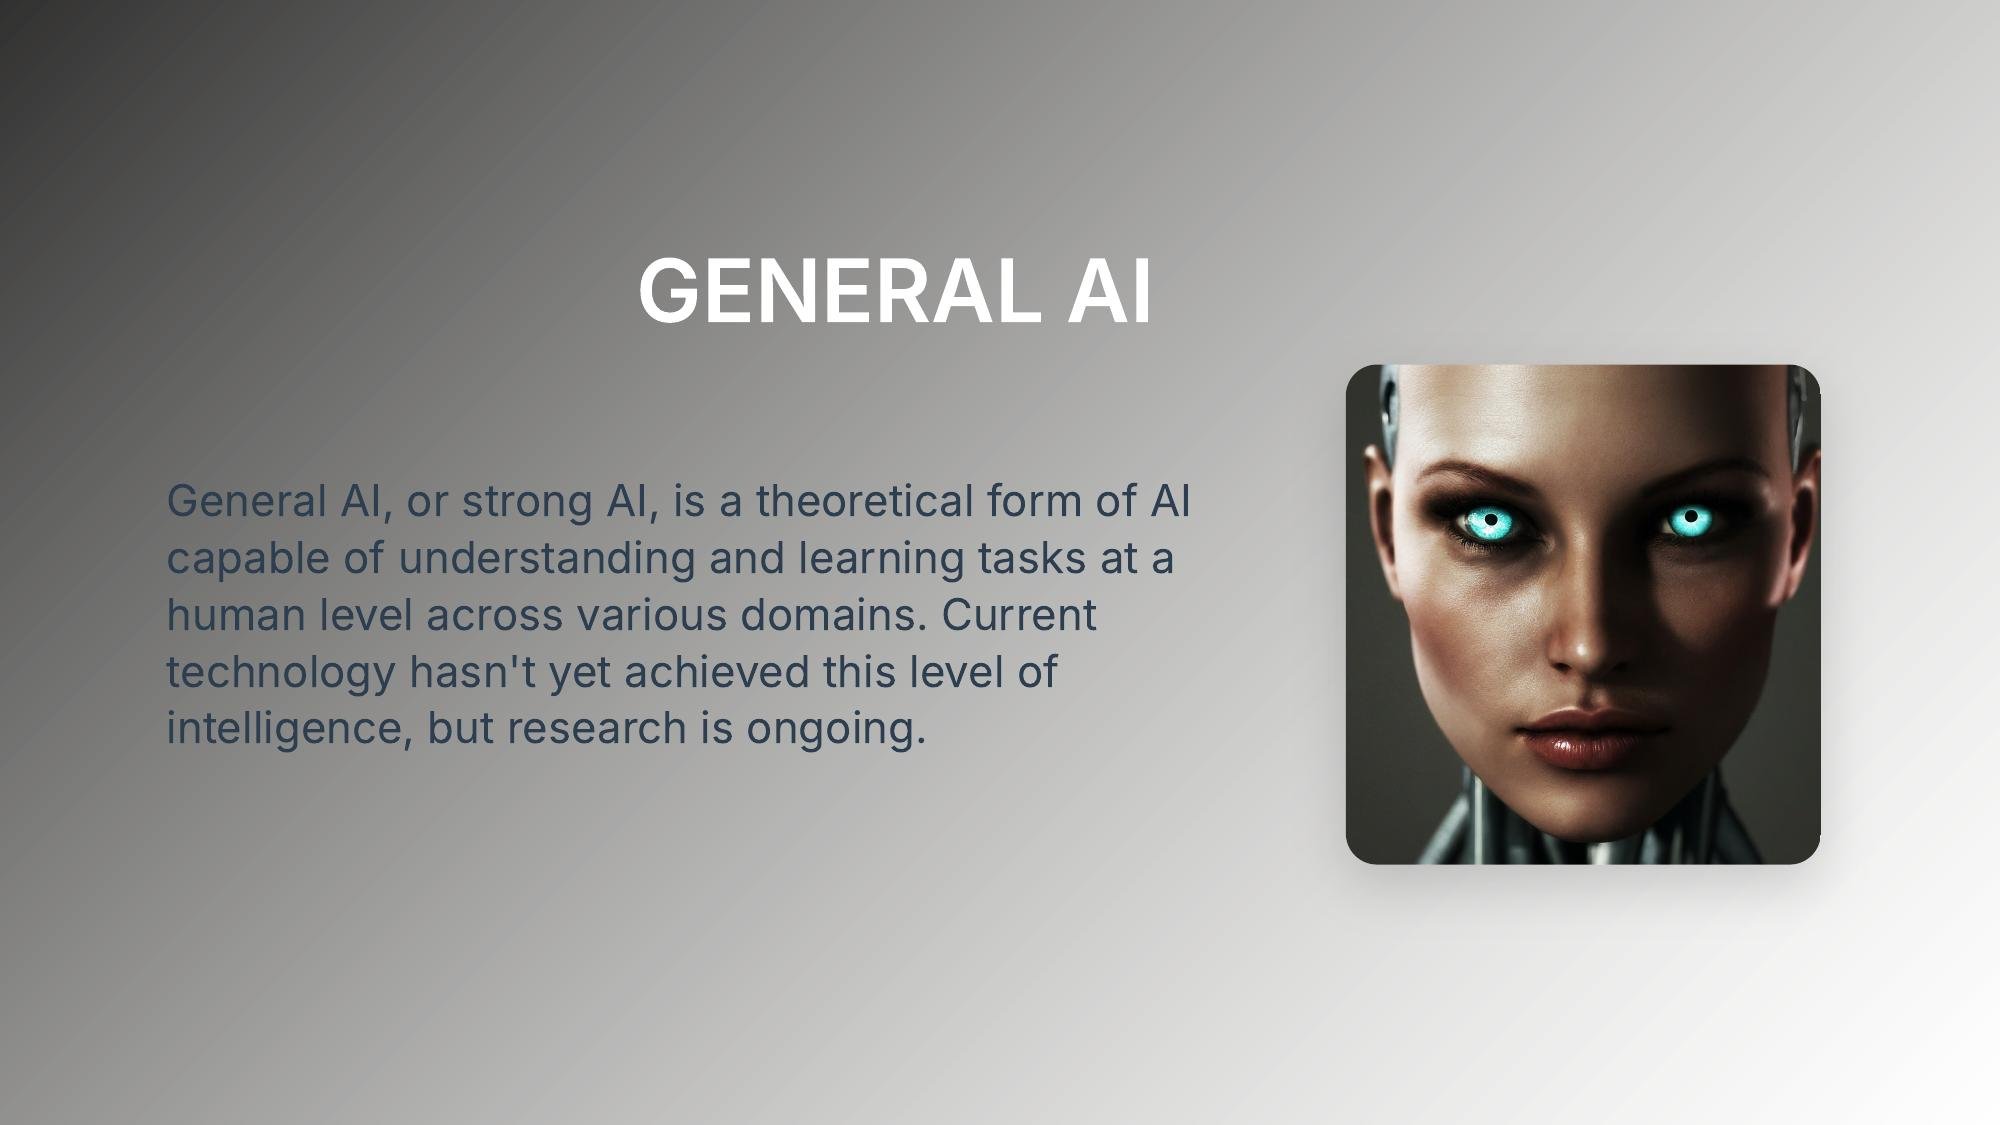 GENERAL AI
General AI, or strong AI, is a theoretical form of AI
capable of understanding and learning tasks at a
human level across various domains. Current
technology hasn't yet achieved this level of
intelligence, but research is ongoing.